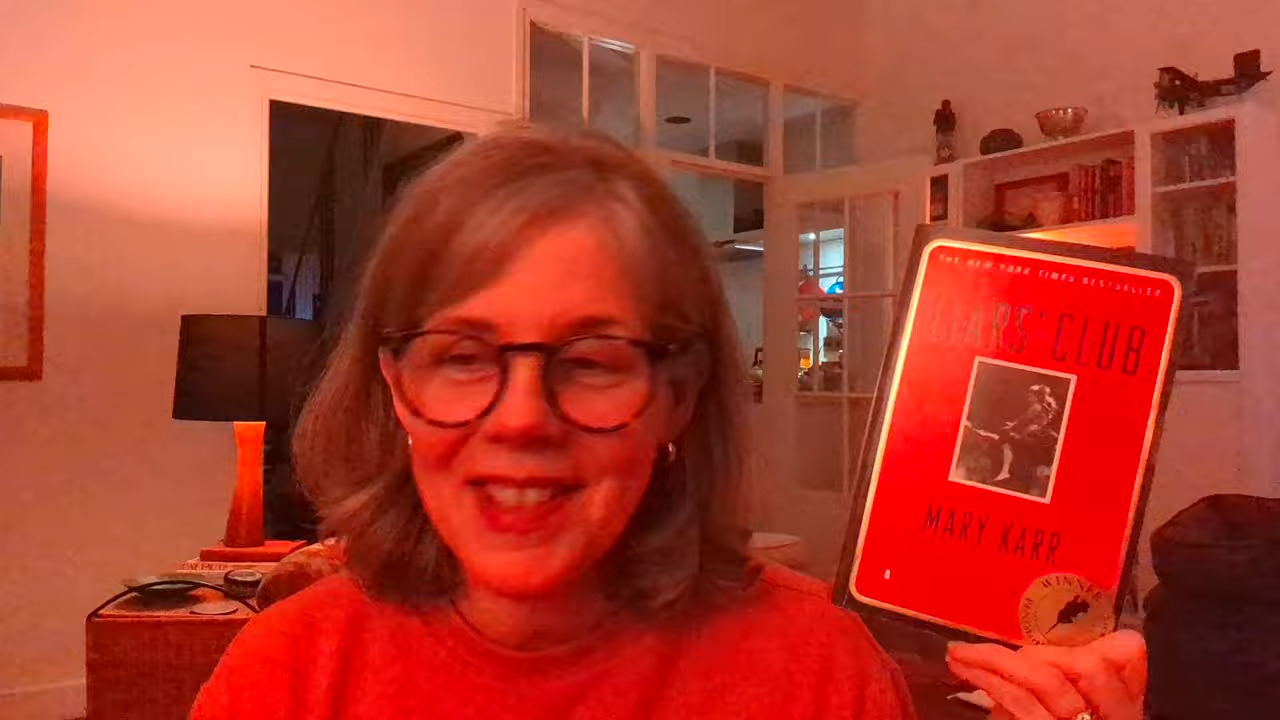 THE NEW YORK TIMES BESTSELLER
LIARS' CLUB
MARY KARR
WINNER